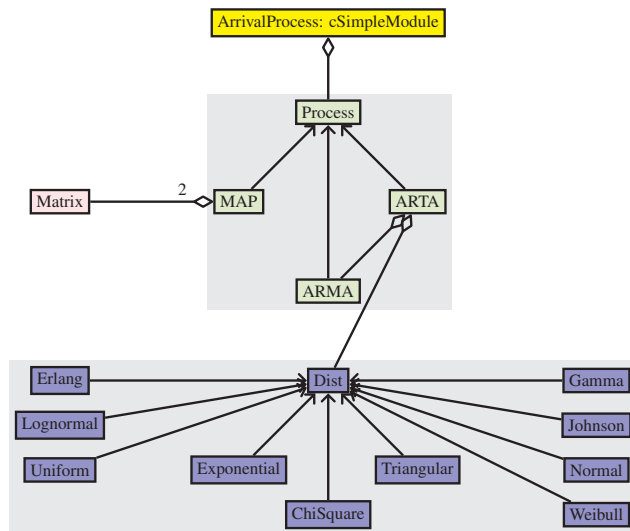 ArrivalProcess: cSimpleModule
Process
2
Matrix
MAP
ARTA
ARMA
Erlang
Dist
Gamma
Lognormal
Johnson
Uniform
Exponential
Triangular
Normal
ChiSquare
Weibull